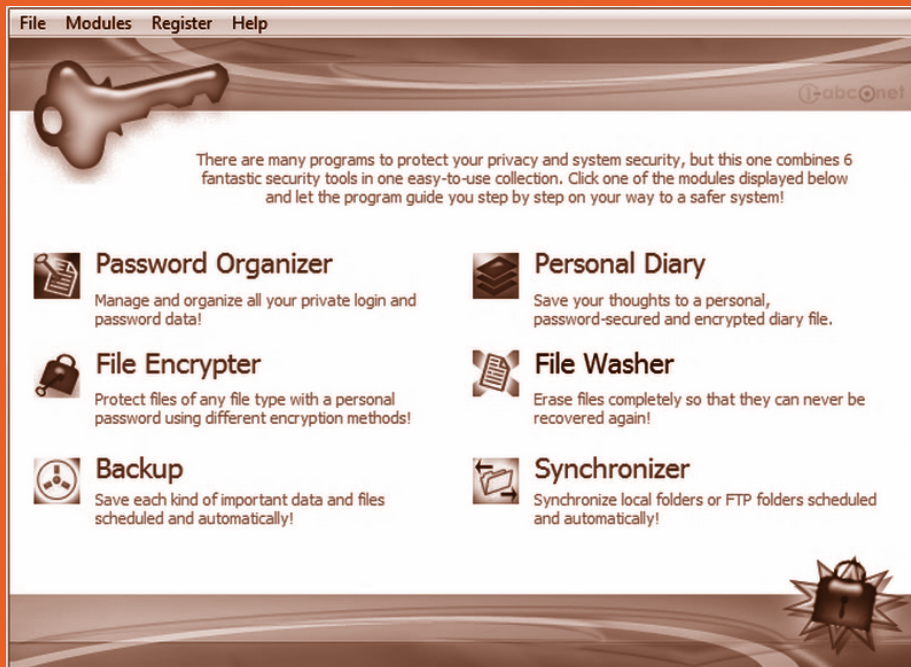 File Modules Register Help
i-abc.net
There are many programs to protect your privacy and system security, but this one combines 6
fantastic security tools in one easy-to-use collection. Click one of the modules displayed below
and let the program guide you step by step on your way to a safer system!
Password Organizer
Manage and organize all your private login and
password data!
Personal Diary
Save your thoughts to a personal,
password-secured and encrypted diary file.
File Encrypter
Protect files of any file type with a personal
password using different encryption methods!
File Washer
Erase files completely so that they can never be
recovered again!
Backup
Save each kind of important data and files
scheduled and automatically!
Synchronizer
Synchronize local folders or FTP folders scheduled
and automatically!